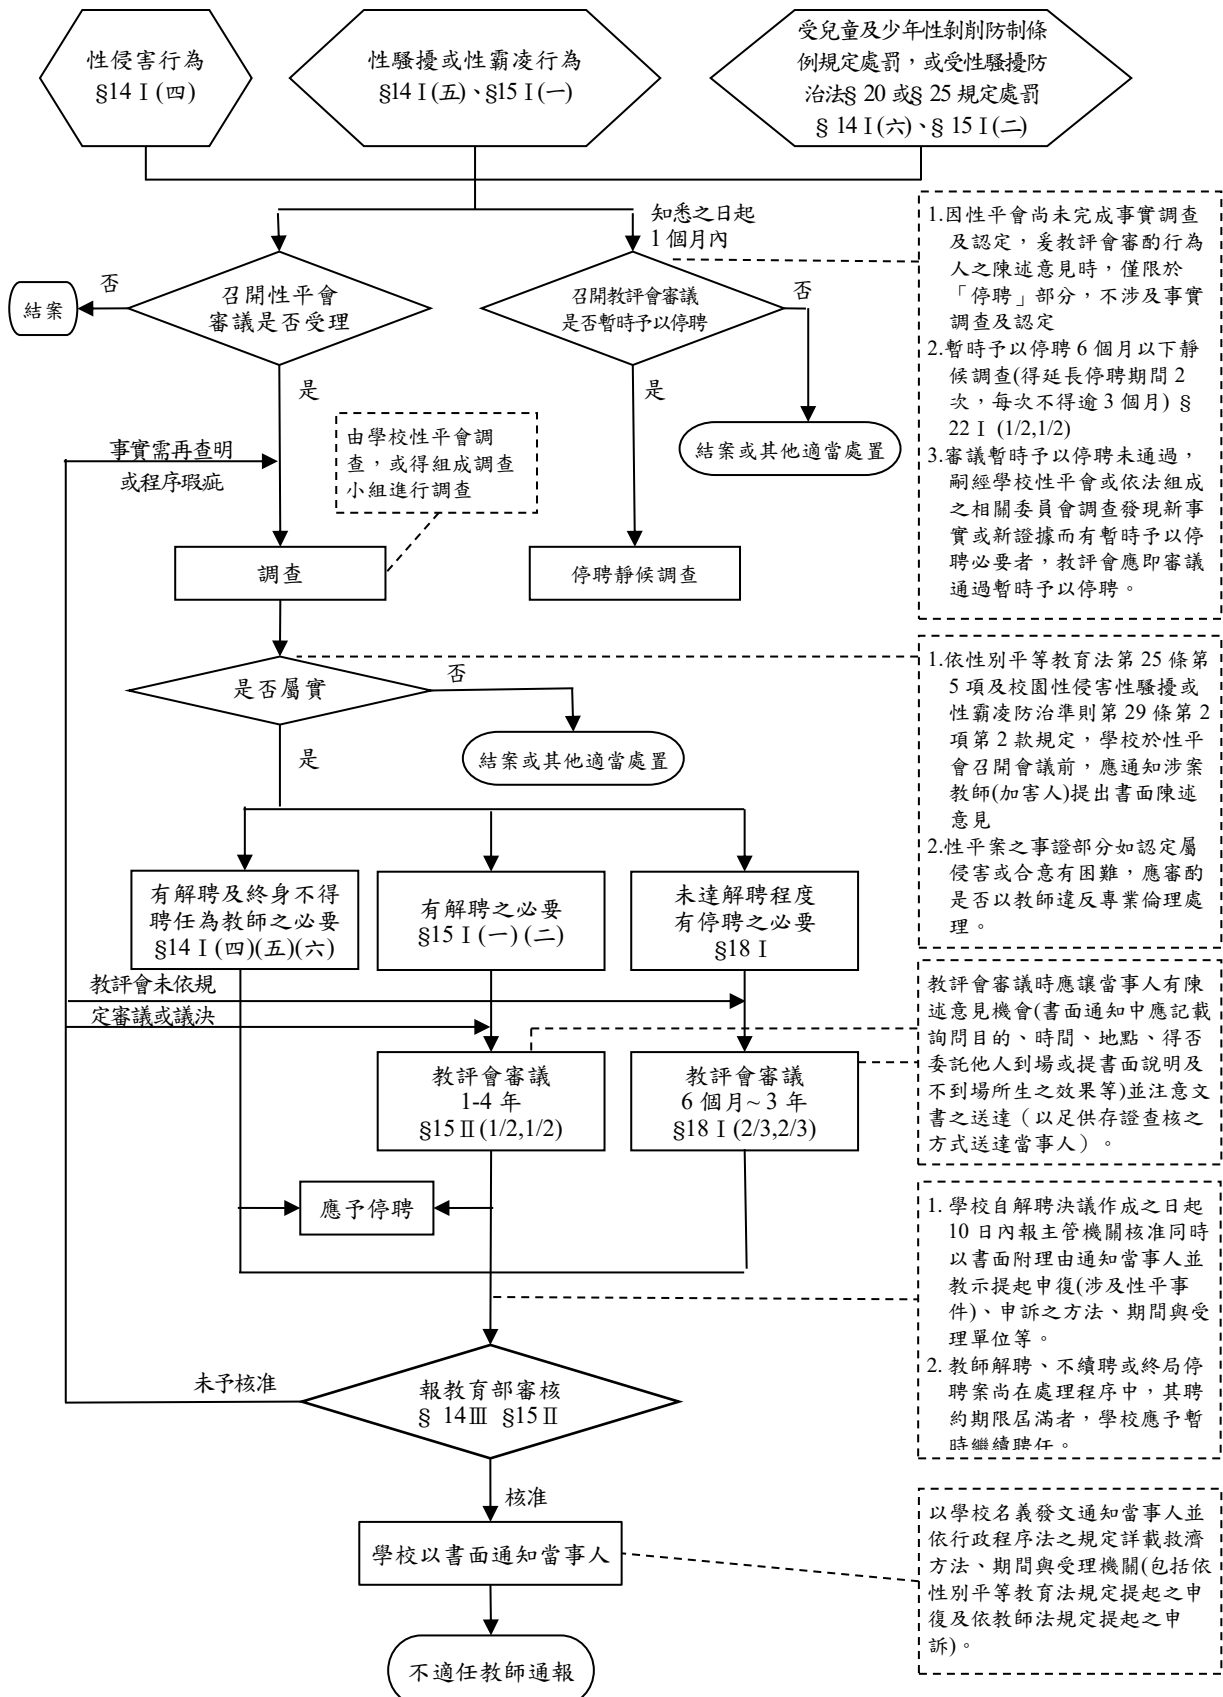 性侵害行為
§14Ⅰ(四)
性騷擾或性霸凌行為
§14Ⅰ(五)、§15Ⅰ(一)
受兒童及少年性剝削防制條
例規定處罰，或受性騷擾防
治法§ 20 或§ 25 規定處罰
§ 14Ⅰ(六)、§ 15Ⅰ(二)
知悉之日起
1 個月內
召開性平會
審議是否受理
否
結案
是
召開教評會審議
是否暫時予以停聘
否
是
結案或其他適當處置
1.因性平會尚未完成事實調查
及認定，爰教評會審酌行為
人之陳述意見時，僅限於
「停聘」部分，不涉及事實
調查及認定
2.暫時予以停聘 6 個月以下靜
候調查(得延長停聘期間 2
次，每次不得逾 3 個月) §
22Ⅰ (1/2,1/2)
3.審議暫時予以停聘未通過，
嗣經學校性平會或依法組成
之相關委員會調查發現新事
實或新證據而有暫時予以停
聘必要者，教評會應即審議
通過暫時予以停聘。
事實需再查明
或程序瑕疵
由學校性平會調
查，或得組成調查
小組進行調查
調查
停聘靜候調查
是否屬實
否
是
結案或其他適當處置
1.依性別平等教育法第 25 條第
5 項及校園性侵害性騷擾或
性霸凌防治準則第 29 條第 2
項第 2 款規定，學校於性平
會召開會議前，應通知涉案
教師(加害人)提出書面陳述
意見
2.性平案之事證部分如認定屬
侵害或合意有困難，應審酌
是否以教師違反專業倫理處
理。
有解聘及終身不得
聘任為教師之必要
§14Ⅰ(四)(五)(六)
有解聘之必要
§15Ⅰ(一) (二)
未達解聘程度
有停聘之必要
§18Ⅰ
教評會未依規
定審議或議決
教評會審議
1-4 年
§15Ⅱ(1/2,1/2)
教評會審議
6 個月~ 3 年
§18Ⅰ(2/3,2/3)
教評會審議時應讓當事人有陳
述意見機會(書面通知中應記載
詢問目的、時間、地點、得否
委託他人到場或提書面說明及
不到場所生之效果等)並注意文
書之送達（以足供存證查核之
方式送達當事人）。
應予停聘
1. 學校自解聘決議作成之日起
10 日內報主管機關核准同時
以書面附理由通知當事人並
教示提起申復(涉及性平事
件)、申訴之方法、期間與受
理單位等。
2. 教師解聘、不續聘或終局停
聘案尚在處理程序中，其聘
約期限屆滿者，學校應予暫
時繼續聘任。
未予核准
報教育部審核
§ 14Ⅲ §15Ⅱ
核准
學校以書面通知當事人
以學校名義發文通知當事人並
依行政程序法之規定詳載救濟
方法、期間與受理機關(包括依
性別平等教育法規定提起之申
復及依教師法規定提起之申
訴)。
不適任教師通報